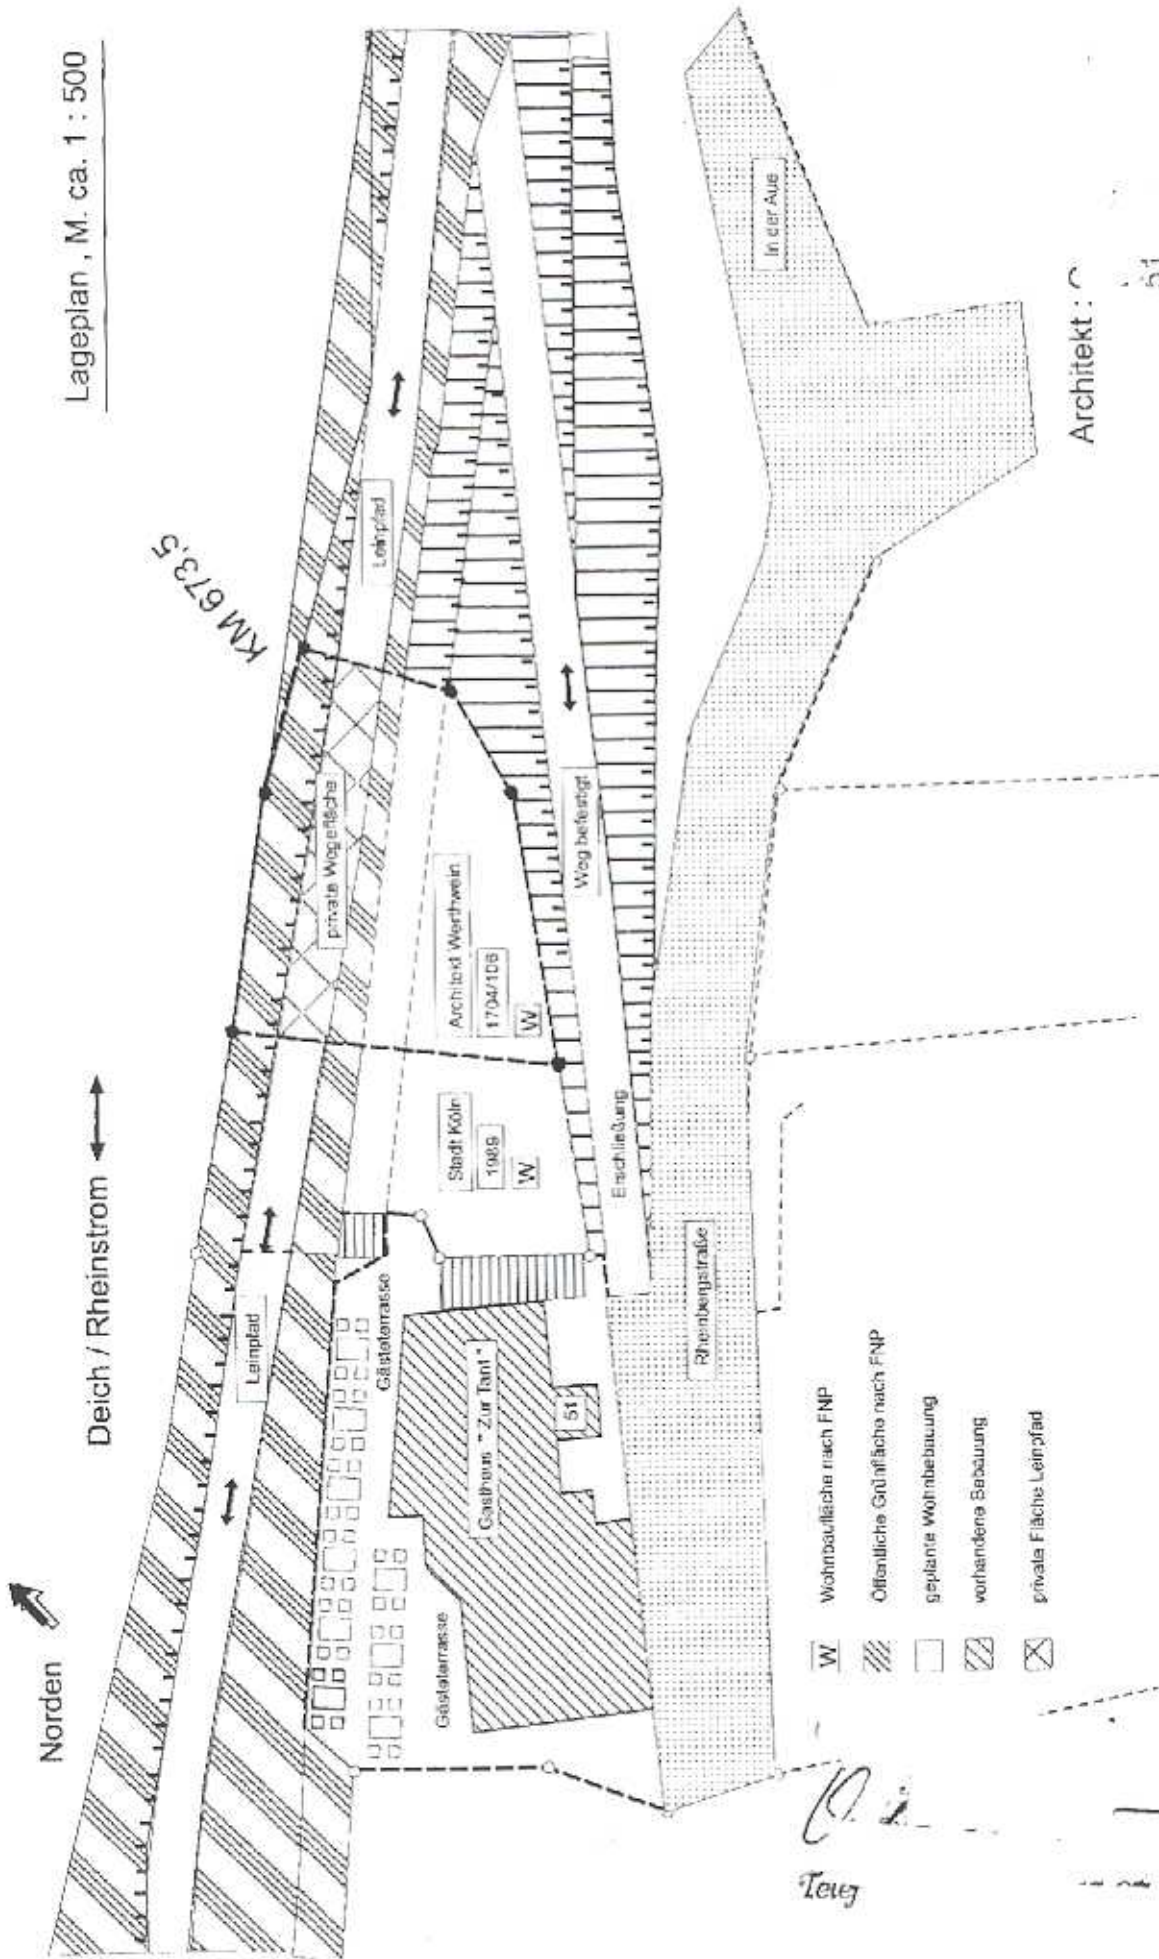 Lageplan , M. ca. 1 : 500
Norden
Deich / Rheinstrom
KM 673,5
Leinpfad
private Wegefläche
Leinpfad
Gästeterrasse
Gästeterrasse
Gasthaus " Zur Tant "
51
Stadt Köln
1989
W
Architekt Werthwein
1704/106
W
Erschließung
Weg befestigt
Rheinbergstraße
In der Aue
W Wohnbaufläche nach FNP
Öffentliche Grünfläche nach FNP
geplante Wohnbebauung
vorhandene Bebauung
private Fläche Leinpfad
Architekt :